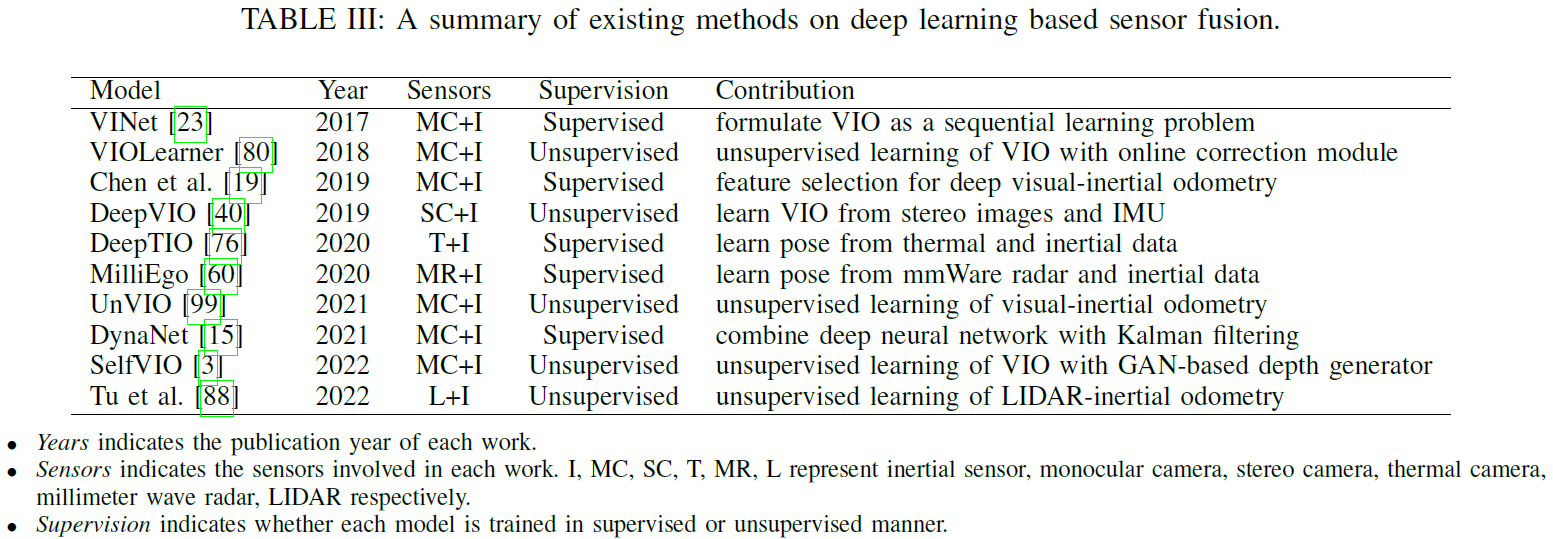 TABLE III: A summary of existing methods on deep learning based sensor fusion.
Model Year Sensors Supervision Contribution
VINet [23] 2017 MC+I Supervised formulate VIO as a sequential learning problem
VIOLearner [80] 2018 MC+I Unsupervised unsupervised learning of VIO with online correction module
Chen et al. [19] 2019 MC+I Supervised feature selection for deep visual-inertial odometry
DeepVIO [40] 2019 SC+I Unsupervised learn VIO from stereo images and IMU
DeepTIO [76] 2020 T+I Supervised learn pose from thermal and inertial data
MilliEgo [60] 2020 MR+I Supervised learn pose from mmWare radar and inertial data
UnVIO [99] 2021 MC+I Unsupervised unsupervised learning of visual-inertial odometry
DynaNet [15] 2021 MC+I Supervised combine deep neural network with Kalman filtering
SelfVIO [3] 2022 MC+I Unsupervised unsupervised learning of VIO with GAN-based depth generator
Tu et al. [88] 2022 L+I Unsupervised unsupervised learning of LIDAR-inertial odometry
• Years indicates the publication year of each work.
• Sensors indicates the sensors involved in each work. I, MC, SC, T, MR, L represent inertial sensor, monocular camera, stereo camera, thermal camera,
millimeter wave radar, LIDAR respectively.
• Supervision indicates whether each model is trained in supervised or unsupervised manner.